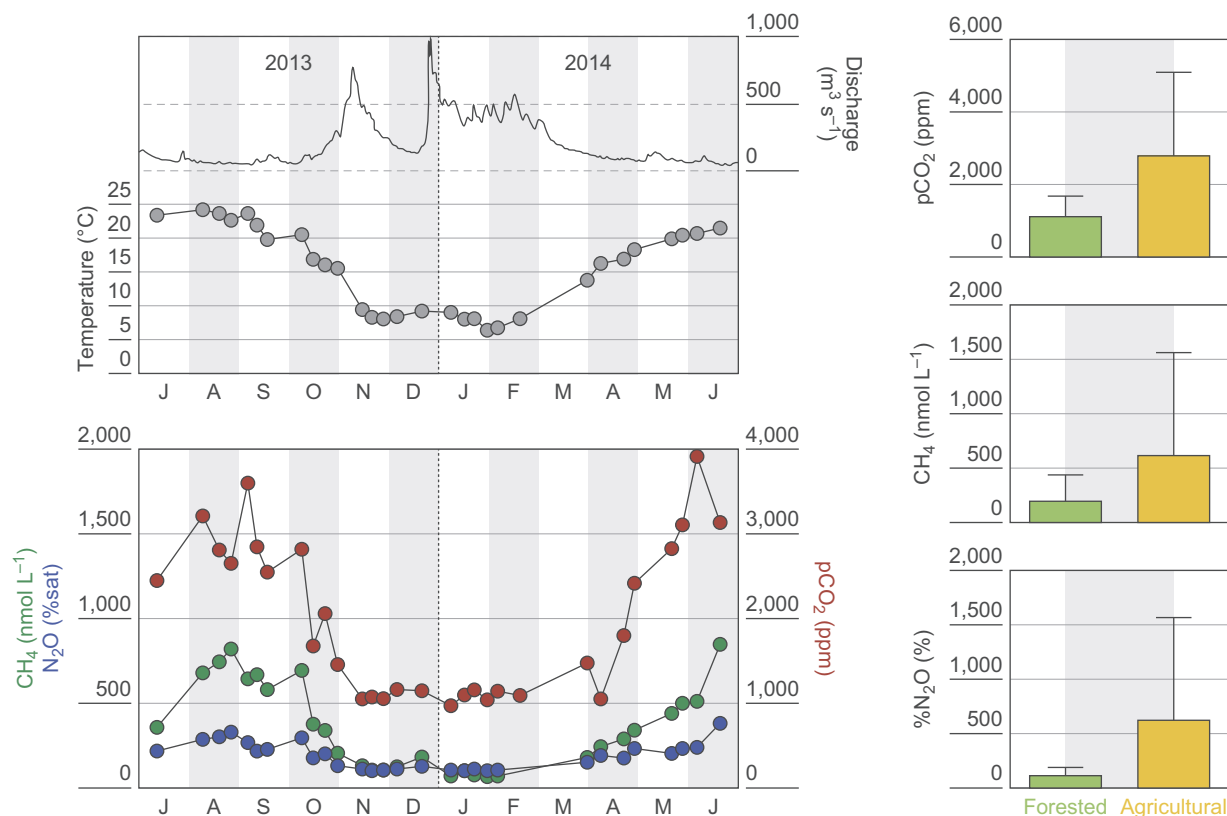 2013
2014
1,000
500
0
Discharge
(m³ s⁻¹)
25
20
15
10
5
0
Temperature (°C)
J A S O N D J F M A M J
2,000
1,500
1,000
500
0
CH₄ (nmol L⁻¹)
N₂O (%sat)
4,000
3,000
2,000
1,000
0
pCO₂ (ppm)
J A S O N D J F M A M J
6,000
4,000
2,000
0
pCO₂ (ppm)
2,000
1,500
1,000
500
0
CH₄ (nmol L⁻¹)
2,000
1,500
1,000
500
0
%N₂O (%)
Forested Agricultural